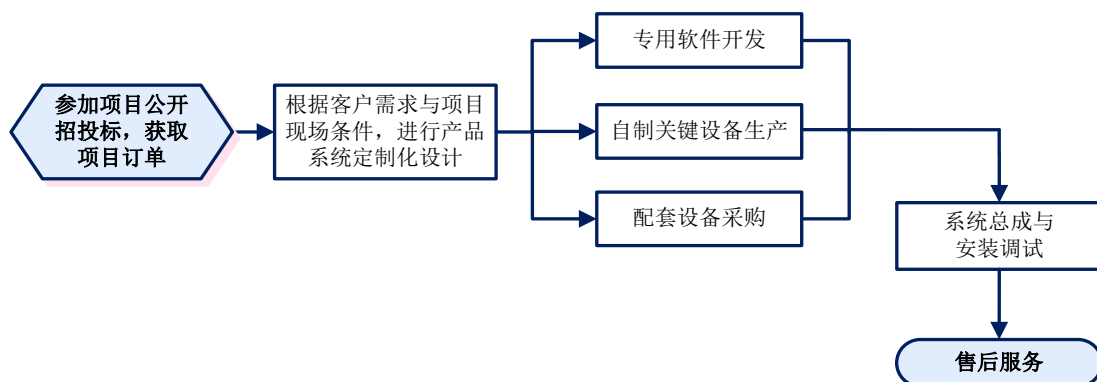 参加项目公开
招投标，获取
项目订单
根据客户需求与项目
现场条件，进行产品
系统定制化设计
专用软件开发
自制关键设备生产
配套设备采购
系统总成与
安装调试
售后服务